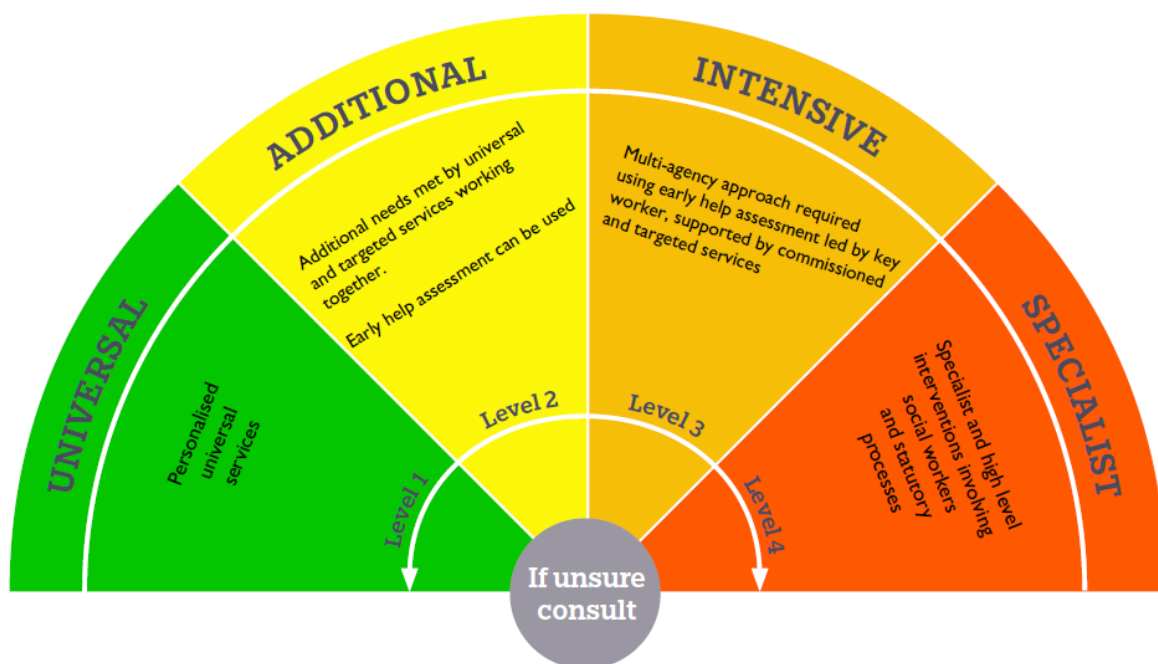 UNIVERSAL
Personalised
universal
services
Level 1
ADDITIONAL
Additional needs met by universal
and targeted services working
together.
Early help assessment can be used
Level 2
INTENSIVE
Multi-agency approach required
using early help assessment led by key
worker, supported by commissioned
and targeted services
Level 3
SPECIALIST
Specialist and high level
interventions involving
social workers
and statutory
processes
Level 4
If unsure
consult